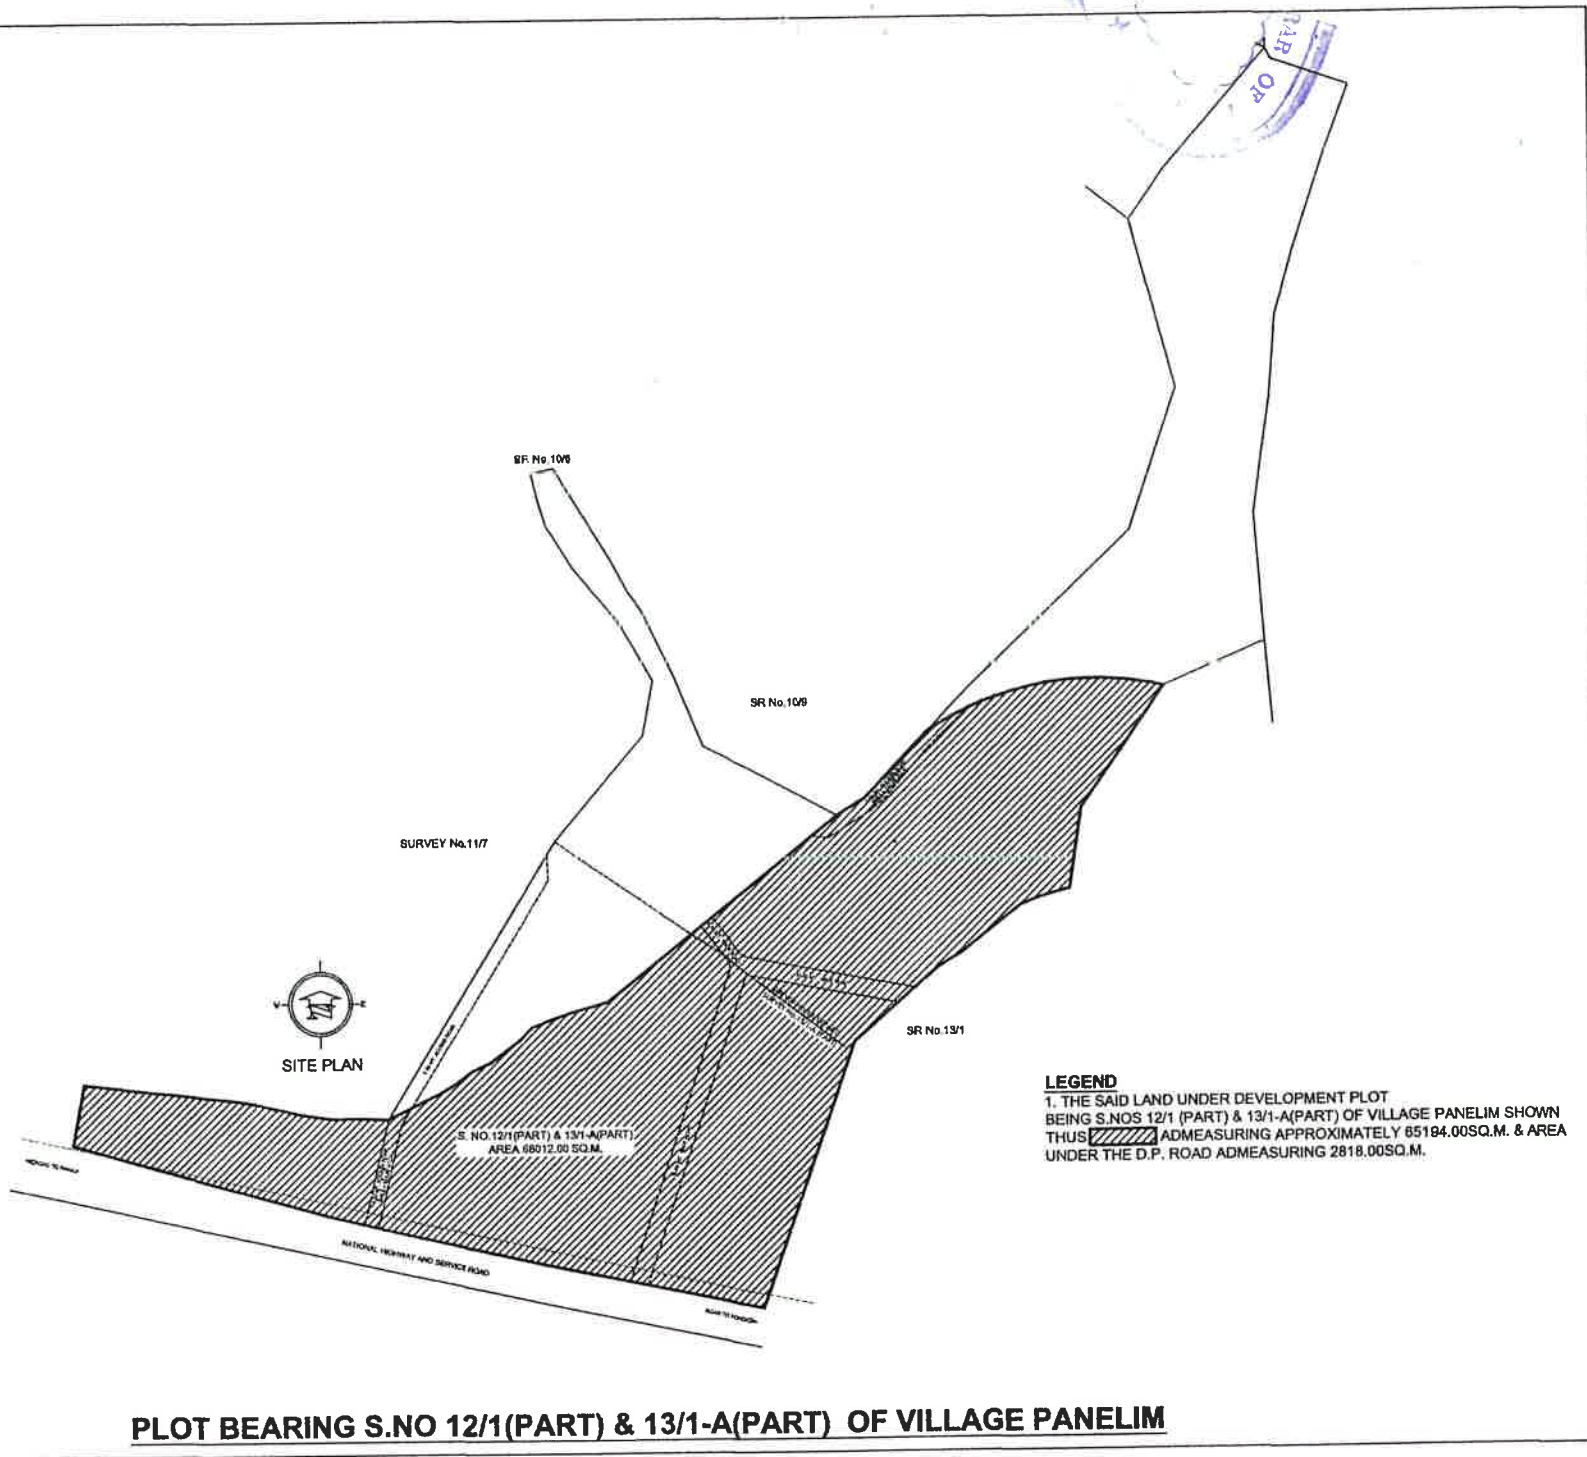 RAR OF
SR No.10/6
SR No.10/9
SURVEY No.11/7
W
E
N
SITE PLAN
SR No.13/1
LEGEND
1. THE SAID LAND UNDER DEVELOPMENT PLOT
BEING S.NOS 12/1 (PART) & 13/1-A(PART) OF VILLAGE PANELIM SHOWN
THUS ADMEASURING APPROXIMATELY 65194.00SQ.M. & AREA
UNDER THE D.P. ROAD ADMEASURING 2818.00SQ.M.
S. NO.12/1(PART) & 13/1-A(PART).
AREA 68012.00 SQ.M.
NATIONAL HIGHWAY AND SERVICE ROAD
PLOT BEARING S.NO 12/1(PART) & 13/1-A(PART) OF VILLAGE PANELIM